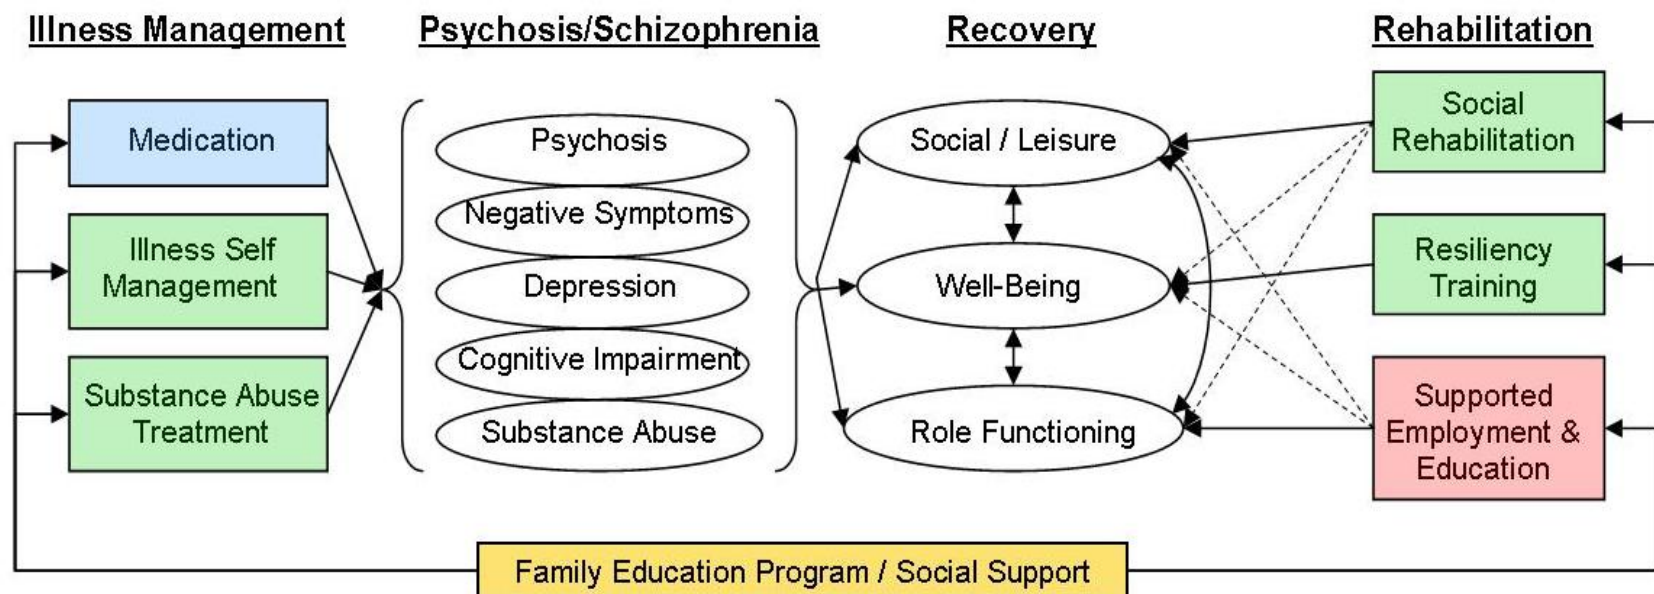 Illness Management
Psychosis/Schizophrenia
Recovery
Rehabilitation
Medication
Illness Self
Management
Substance Abuse
Treatment
Psychosis
Negative Symptoms
Depression
Cognitive Impairment
Substance Abuse
Social / Leisure
Well-Being
Role Functioning
Social
Rehabilitation
Resiliency
Training
Supported
Employment &
Education
Family Education Program / Social Support